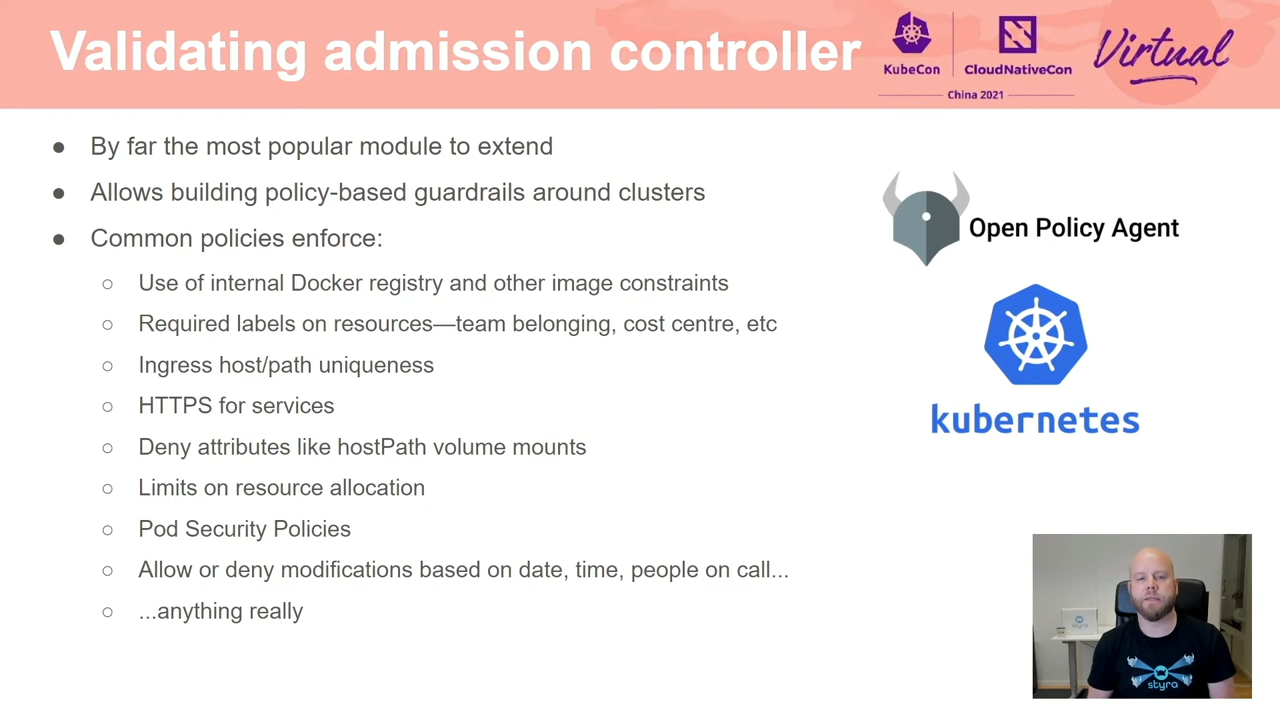 Validating admission controller
KubeCon
CloudNativeCon
China 2021
Virtual
● By far the most popular module to extend
● Allows building policy-based guardrails around clusters
● Common policies enforce:
○ Use of internal Docker registry and other image constraints
○ Required labels on resources—team belonging, cost centre, etc
○ Ingress host/path uniqueness
○ HTTPS for services
○ Deny attributes like hostPath volume mounts
○ Limits on resource allocation
○ Pod Security Policies
○ Allow or deny modifications based on date, time, people on call...
○ ...anything really
Open Policy Agent
kubernetes
styra
styra